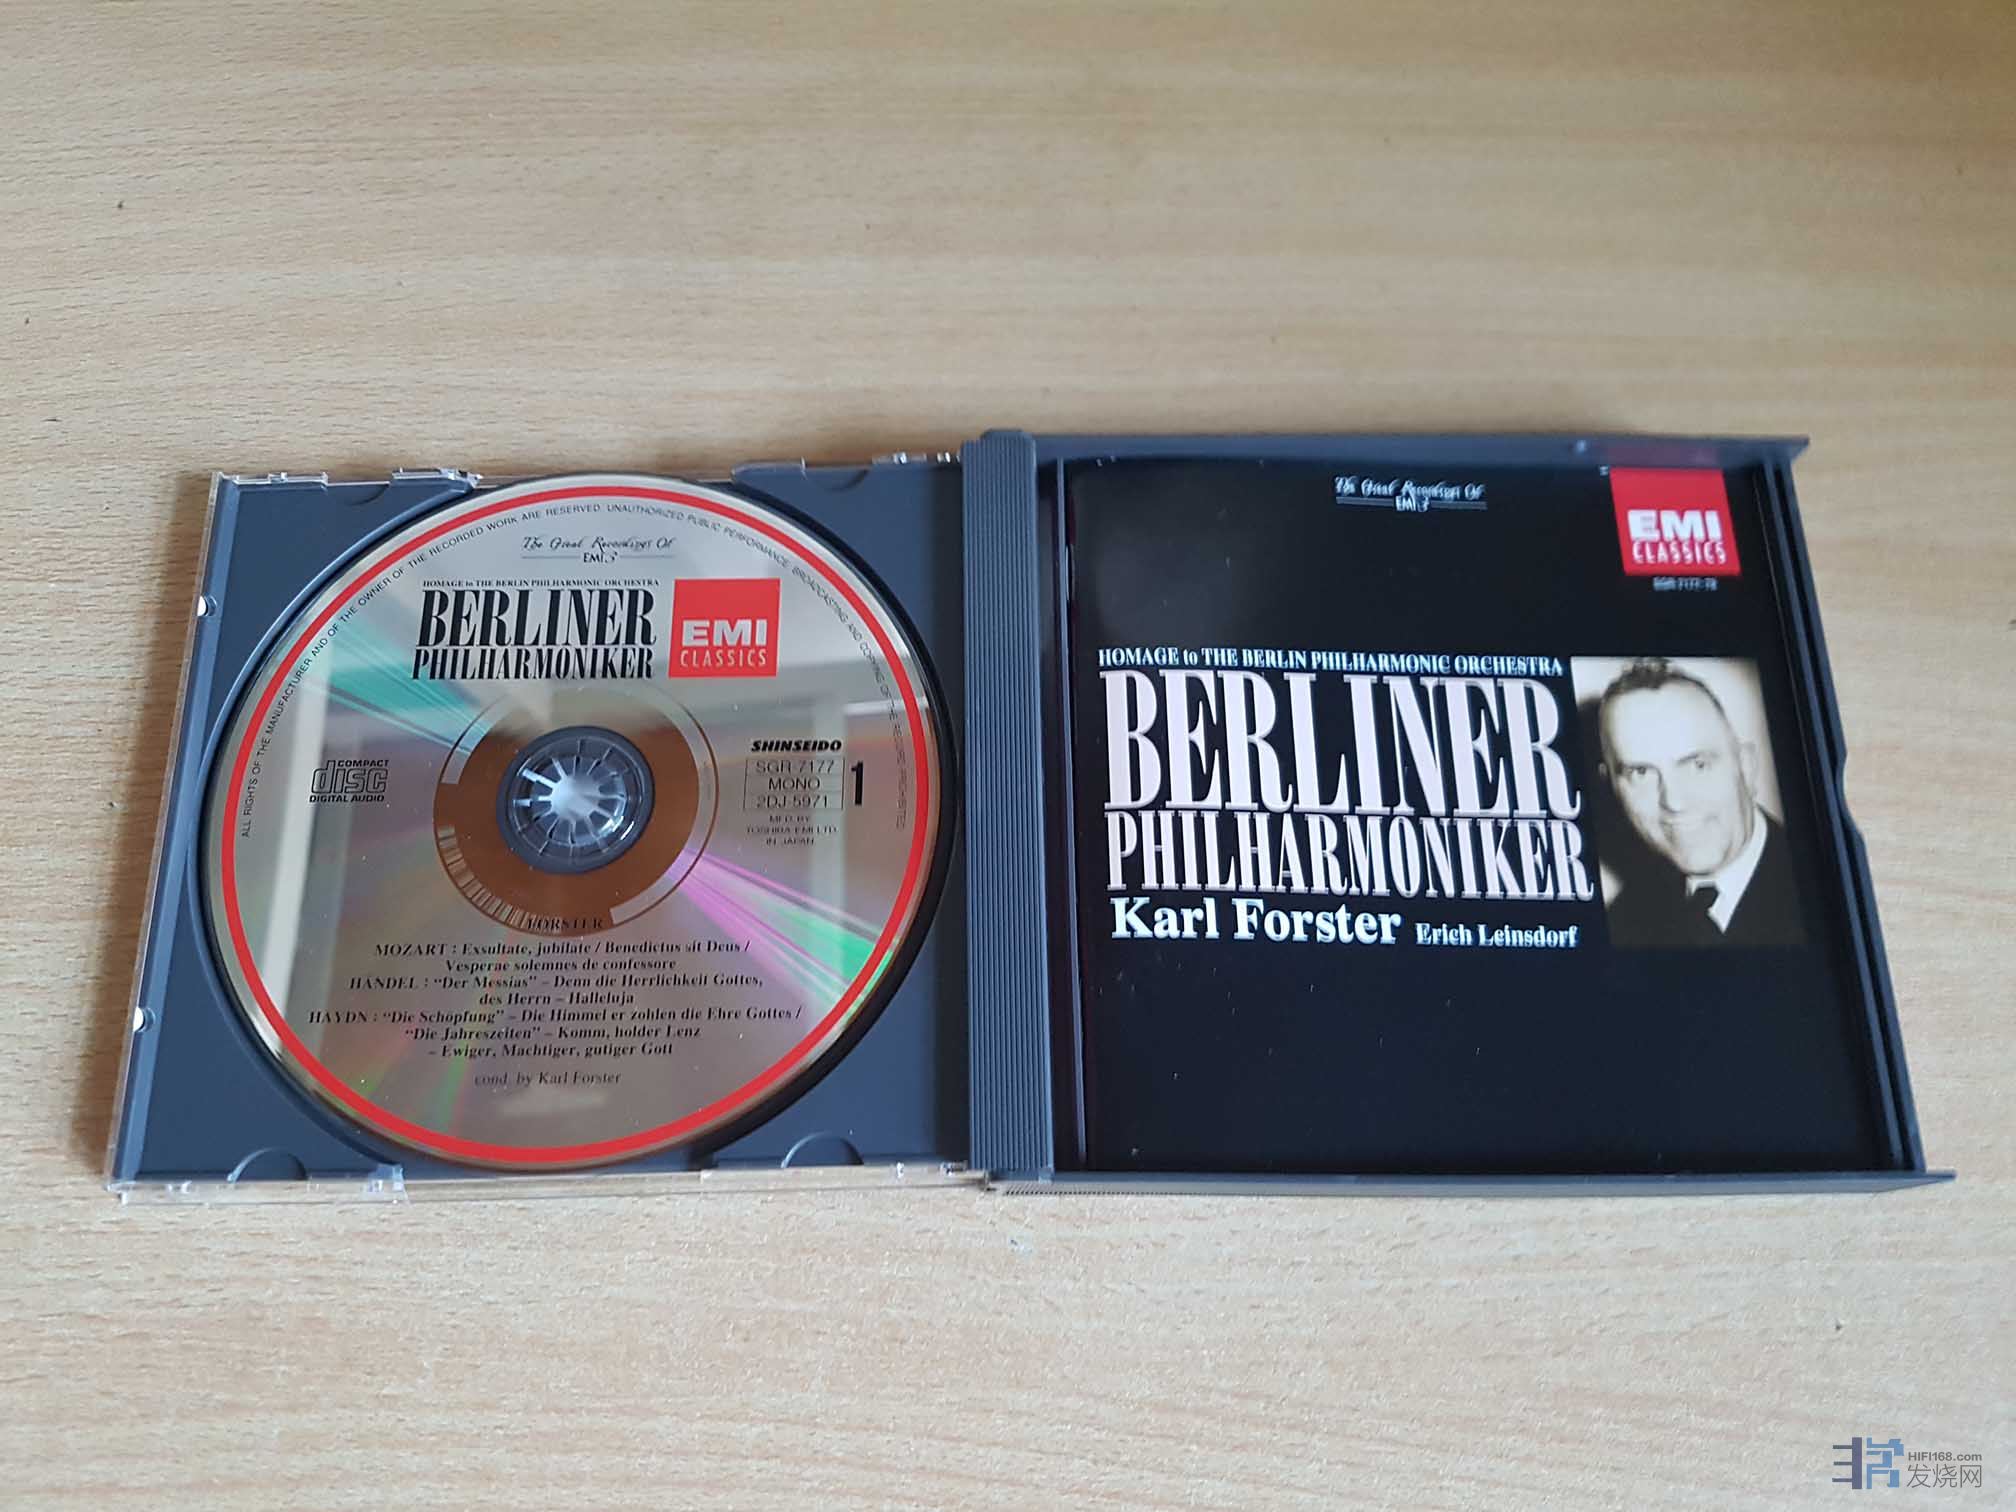 ALL RIGHTS OF THE MANUFACTURER AND OF THE OWNER OF THE RECORDED WORK ARE RESERVED. UNAUTHORIZED PUBLIC PERFORMANCE, BROADCASTING AND COPYING OF THE RECORD PROHIBITED
The Great Recordings Of
EMI
HOMAGE to THE BERLIN PHILHARMONIC ORCHESTRA
BERLINER
PHILHARMONIKER
EMI
CLASSICS
COMPACT
disc
DIGITAL AUDIO
SHINSEIDO
SGR-7177
MONO
2DJ-5971
1
MFD. BY
TOSHIBA-EMI LTD.
IN JAPAN
FORSTER
MOZART : Exsultate, jubilate / Benedictus sit Deus /
Vesperae solemnes de confessore
HÄNDEL : “Der Messias” – Denn die Herrlichkeit Gottes,
des Herrn – Halleluja
HAYDN : “Die Schöpfung” – Die Himmel er zohlen die Ehre Gottes /
“Die Jahreszeiten” – Komm, holder Lenz
– Ewiger, Machtiger, gutiger Gott
cond. by Karl Forster
The Great Recordings Of
EMI
EMI
CLASSICS
SGR-7177·78
HOMAGE to THE BERLIN PHILHARMONIC ORCHESTRA
BERLINER
PHILHARMONIKER
Karl Forster Erich Leinsdorf
HIFI168.com
发烧网